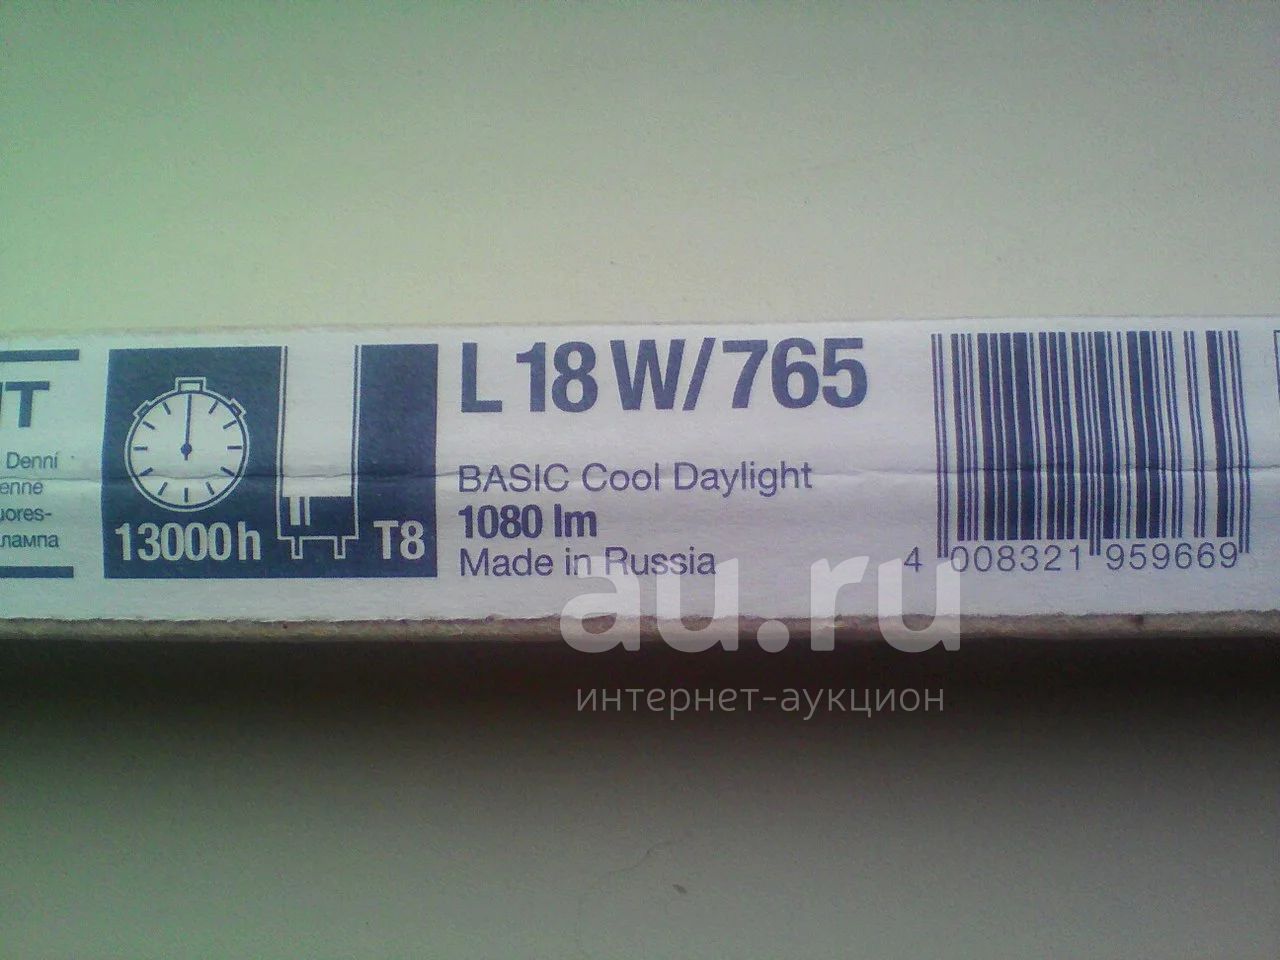 Denní
13000h
T8
L 18 W/765
BASIC Cool Daylight
1080 lm
Made in Russia
4 008321 959669
лампа
au.ru
интернет-аукцион